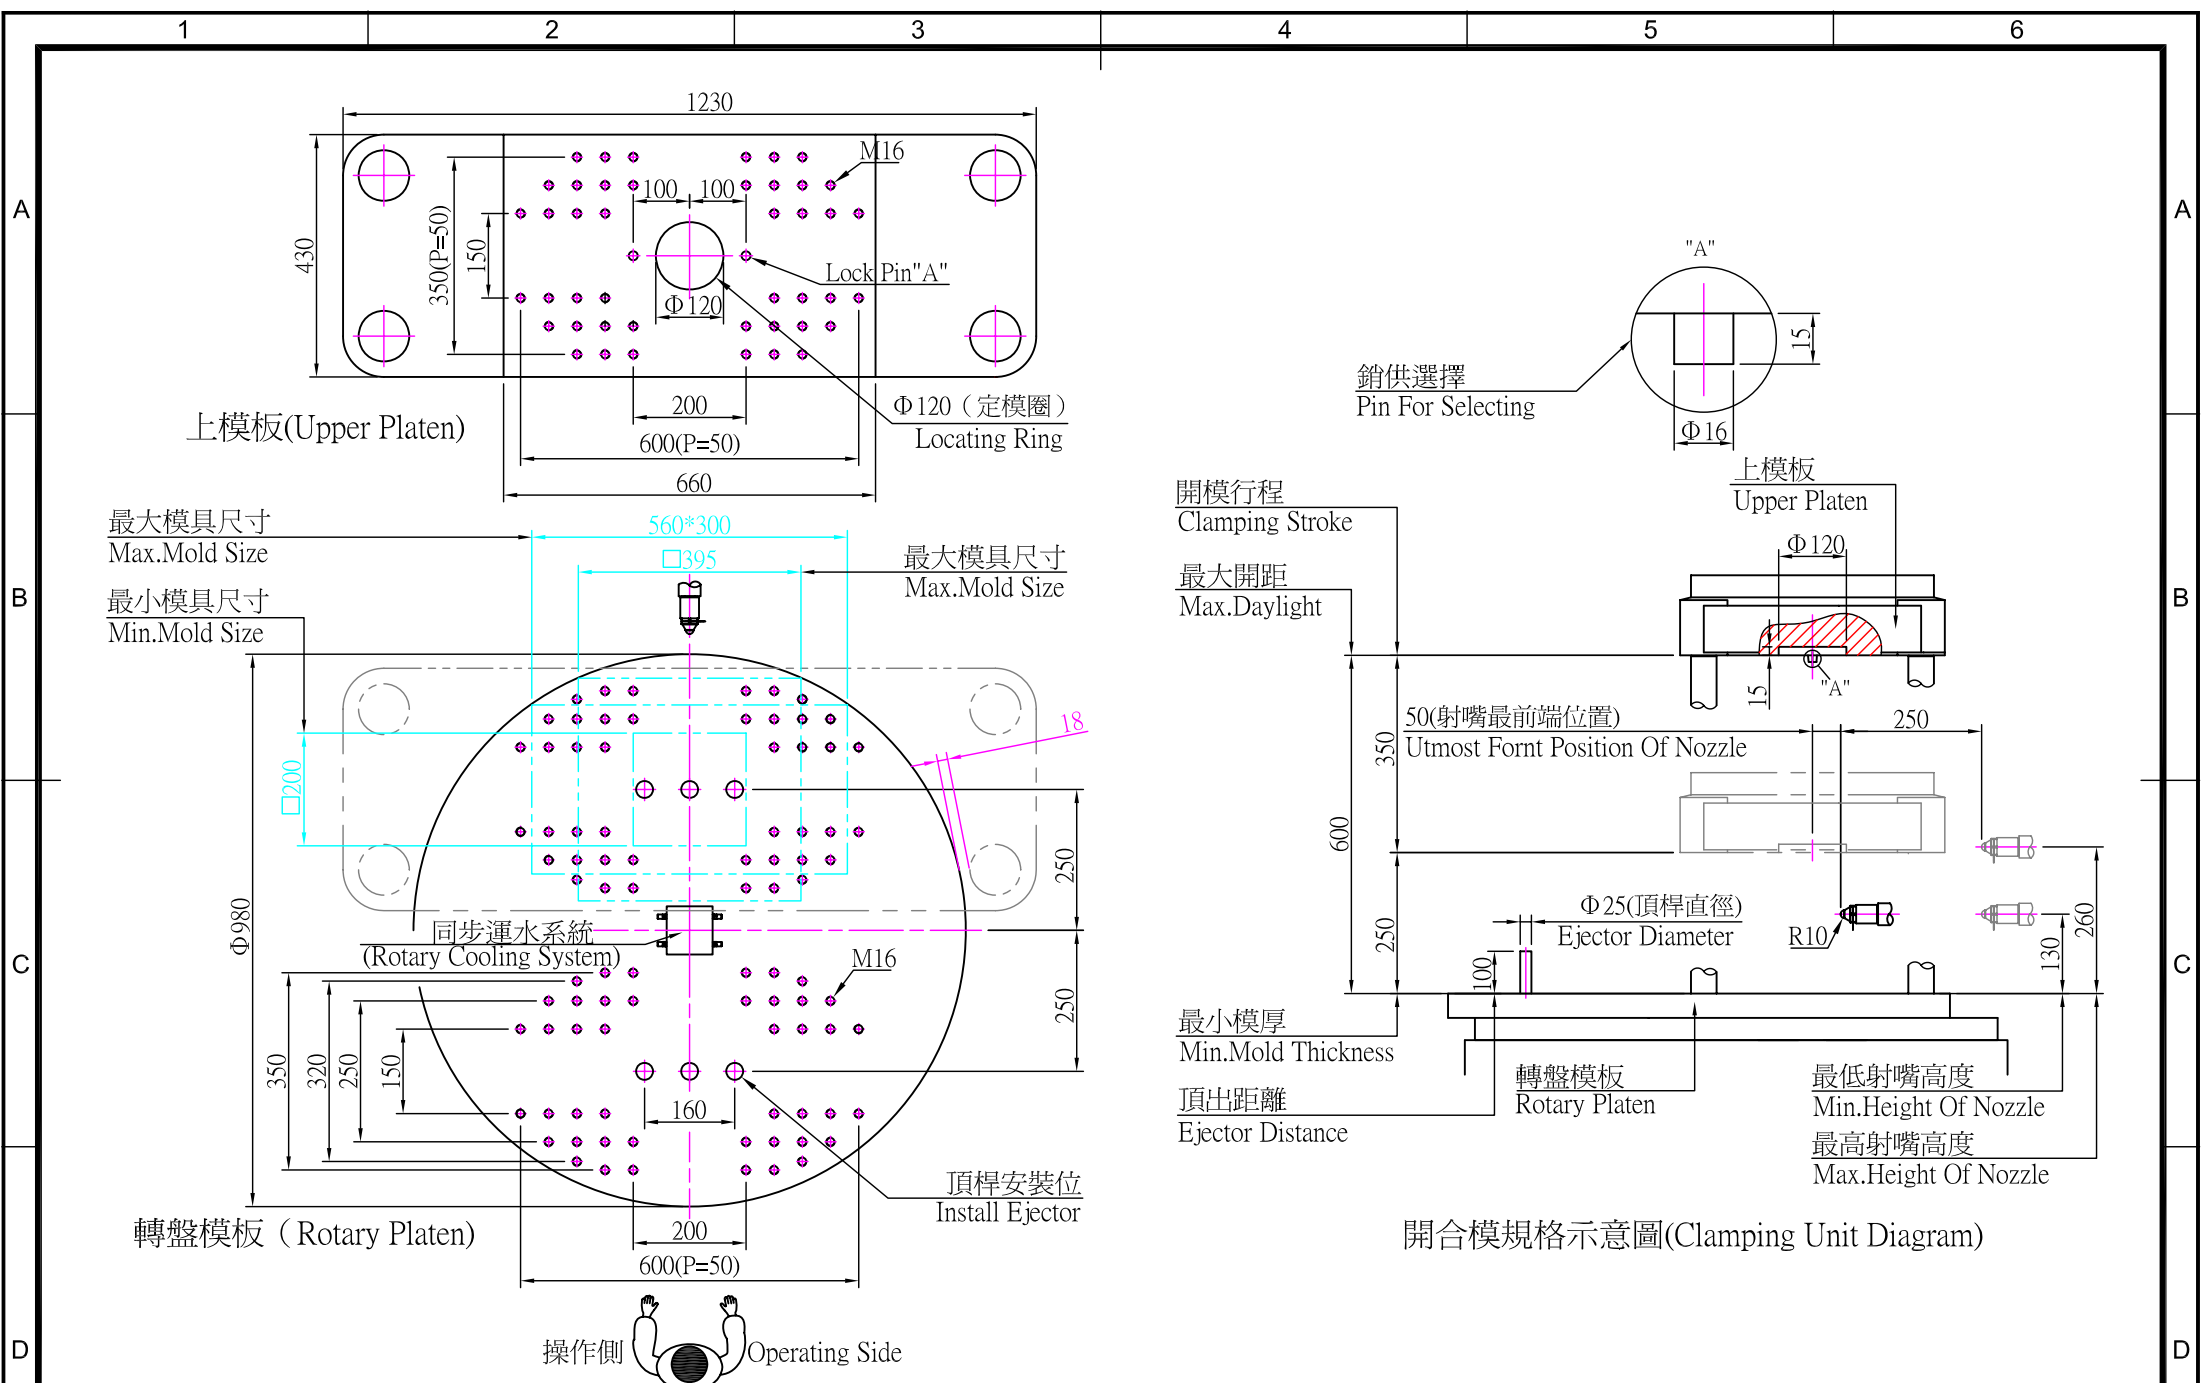 1 2 3 4 5 6
A
A
B
B
C
C
D
D
1230
430
350(P=50)
150
100
100
M16
Lock Pin"A"
Φ120
Φ120（定模圈）
Locating Ring
200
600(P=50)
660
上模板(Upper Platen)
最大模具尺寸
Max.Mold Size
最小模具尺寸
Min.Mold Size
560*300
□395
最大模具尺寸
Max.Mold Size
□200
18
Φ980
250
250
同步運水系統
(Rotary Cooling System)
M16
350
320
250
150
160
頂桿安裝位
Install Ejector
200
600(P=50)
轉盤模板（Rotary Platen)
操作側
Operating Side
"A"
15
銷供選擇
Pin For Selecting
Φ16
上模板
Upper Platen
開模行程
Clamping Stroke
最大開距
Max.Daylight
Φ120
15
"A"
50(射嘴最前端位置)
Utmost Fornt Position Of Nozzle
250
350
600
250
Φ25(頂桿直徑)
Ejector Diameter
R10
100
130
260
最小模厚
Min.Mold Thickness
頂出距離
Ejector Distance
轉盤模板
Rotary Platen
最低射嘴高度
Min.Height Of Nozzle
最高射嘴高度
Max.Height Of Nozzle
開合模規格示意圖(Clamping Unit Diagram)